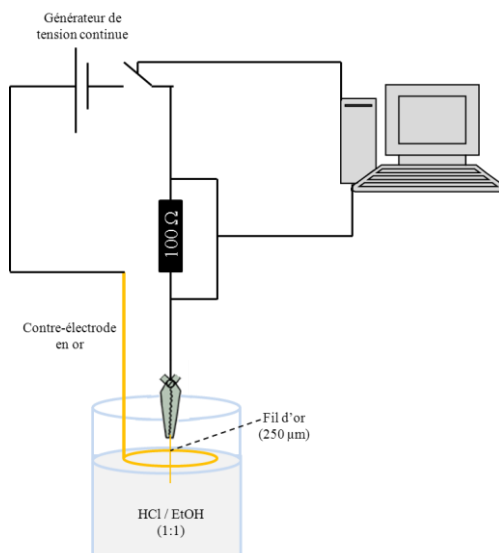 Générateur de
tension continue
100 Ω
Contre-électrode
en or
Fil d'or
(250 µm)
HCl / EtOH
(1:1)